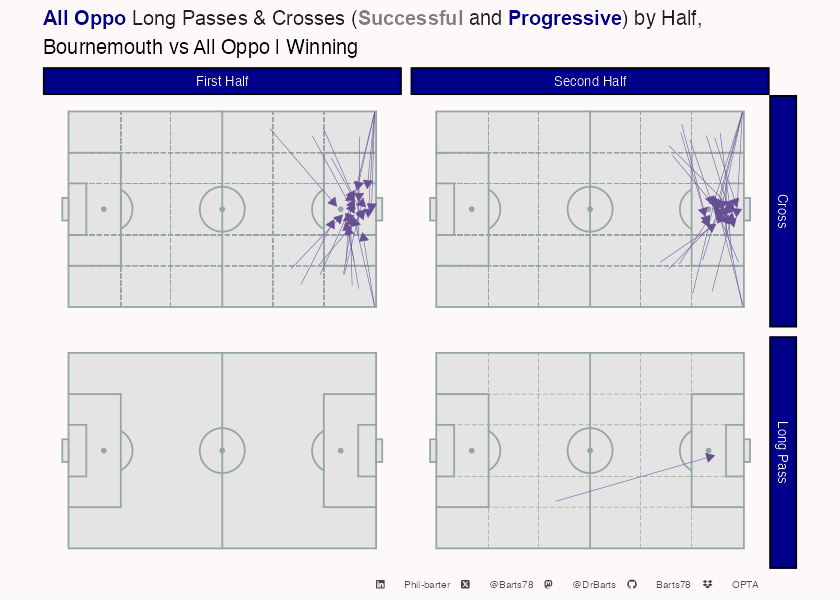 All Oppo Long Passes & Crosses (Successful and Progressive) by Half,
Bournemouth vs All Oppo I Winning
First Half
Second Half
Cross
Long Pass
Phil-barter @Barts78 @DrBarts Barts78 OPTA